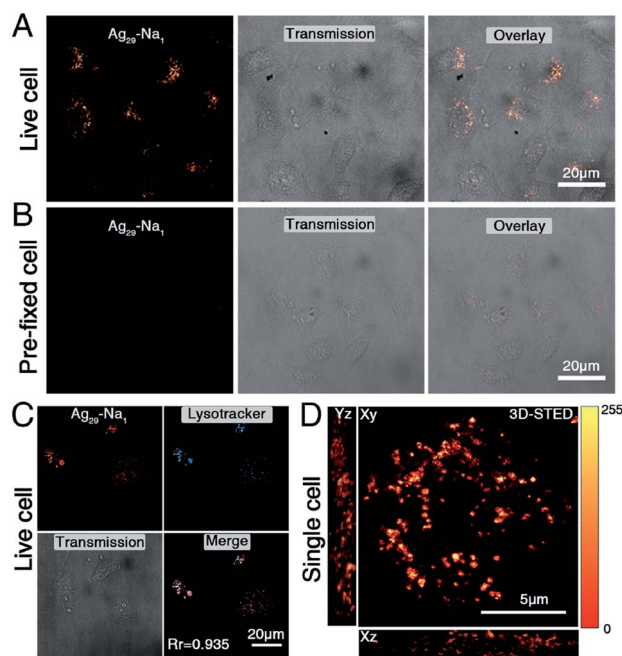 A
Live cell
Ag₂₉-Na₁
Transmission
Overlay
20μm
B
Pre-fixed cell
Ag₂₉-Na₁
Transmission
Overlay
20μm
C
Live cell
Ag₂₉-Na₁
Lysotracker
Transmission
Merge
Rr=0.935
20μm
D
Single cell
Yz
Xy
3D-STED
5μm
Xz
255
0